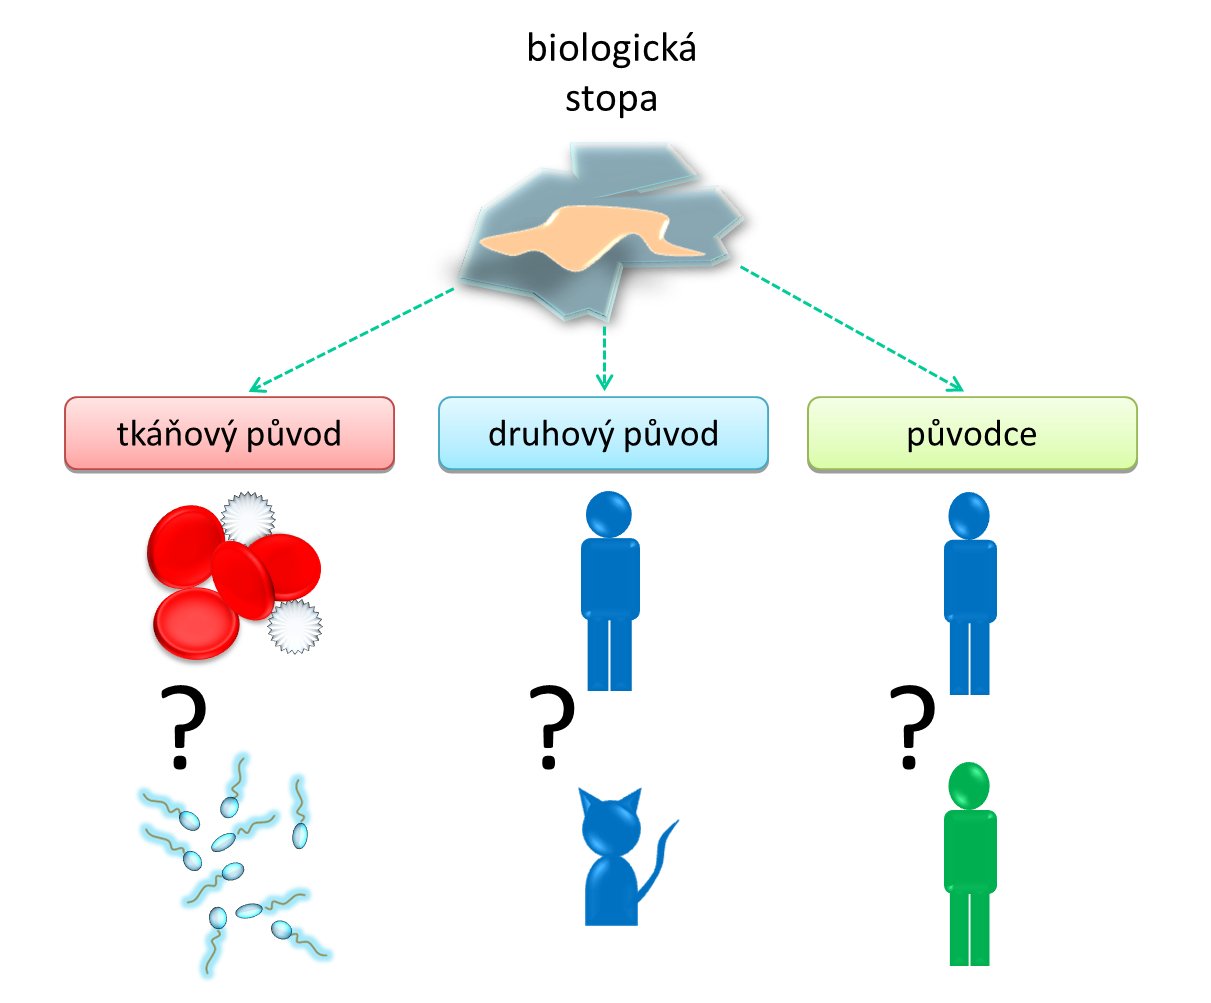 biologická
stopa
tkáňový původ
druhový původ
původce
?
?
?